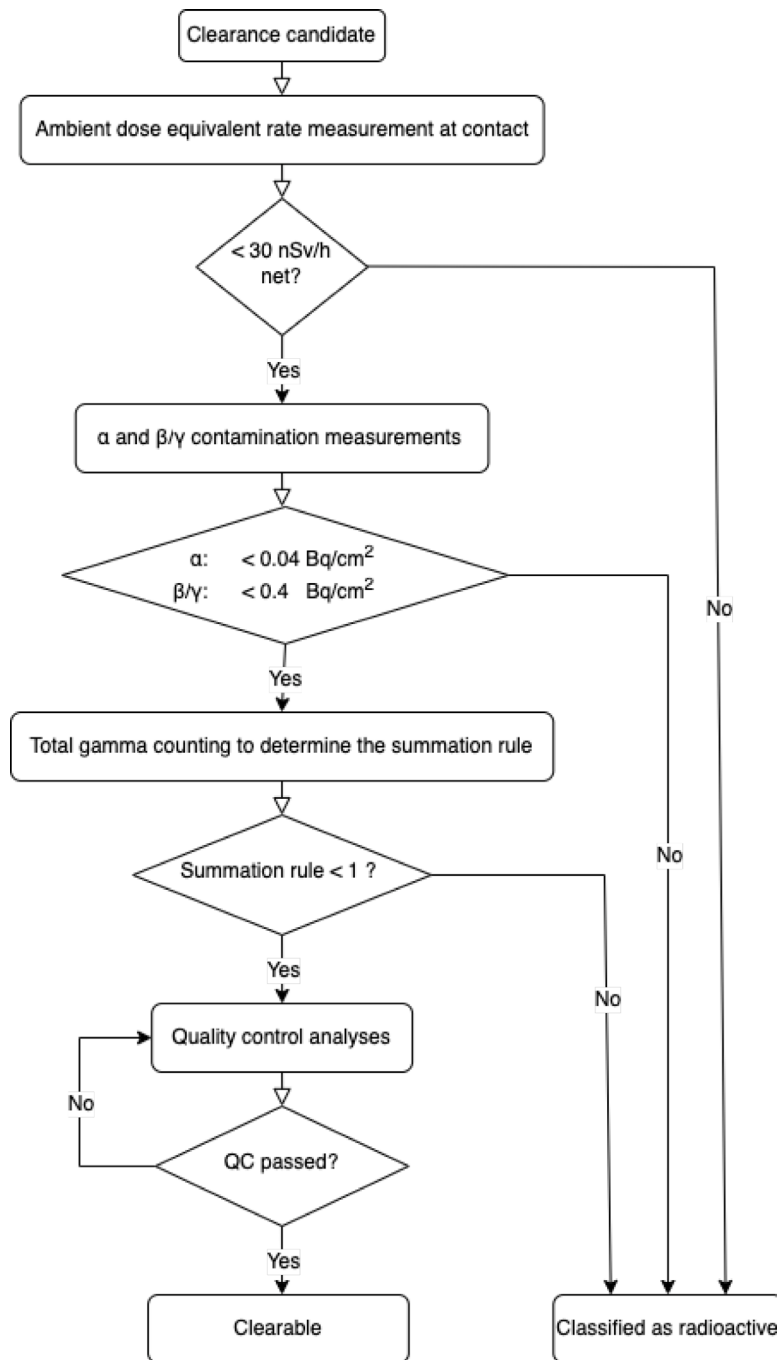 Clearance candidate
Ambient dose equivalent rate measurement at contact
< 30 nSv/h
net?
Yes
α and β/γ contamination measurements
α: < 0.04 Bq/cm²
β/γ: < 0.4 Bq/cm²
No
Yes
Total gamma counting to determine the summation rule
Summation rule < 1 ?
No
Yes
No
Quality control analyses
No
QC passed?
Yes
Clearable
Classified as radioactive